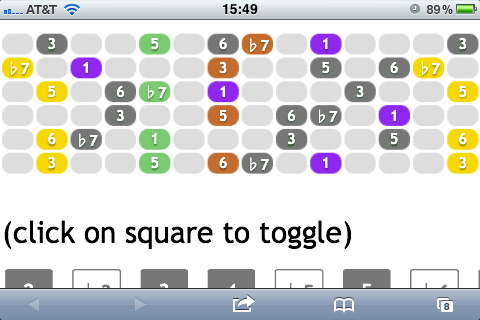 AT&T 15:49 89%
3 5 6 ♭7 1 3
♭7 1 3 5 6 ♭7
5 6 ♭7 1 3 5
3 5 6 ♭7 1
6 ♭7 1 3 5 6
3 5 6 ♭7 1 3
(click on square to toggle)
8